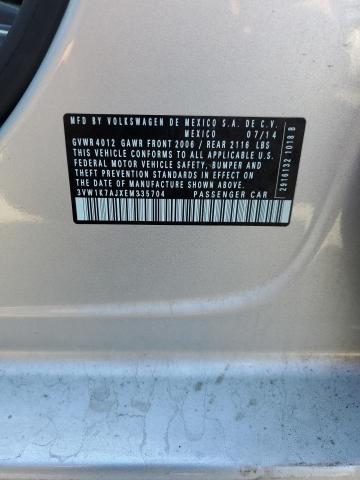 MFD BY VOLKSWAGEN DE MEXICO S.A. DE C.V.
MEXICO 07/14
GVWR 4012 GAWR FRONT 2006 / REAR 2116 LBS
THIS VEHICLE CONFORMS TO ALL APPLICABLE U.S.
FEDERAL MOTOR VEHICLE SAFETY, BUMPER AND
THEFT PREVENTION STANDARDS IN EFFECT ON THE
DATE OF MANUFACTURE SHOWN ABOVE
3VW1K7AJXEM335704 PASSENGER CAR
2916132 1018 B